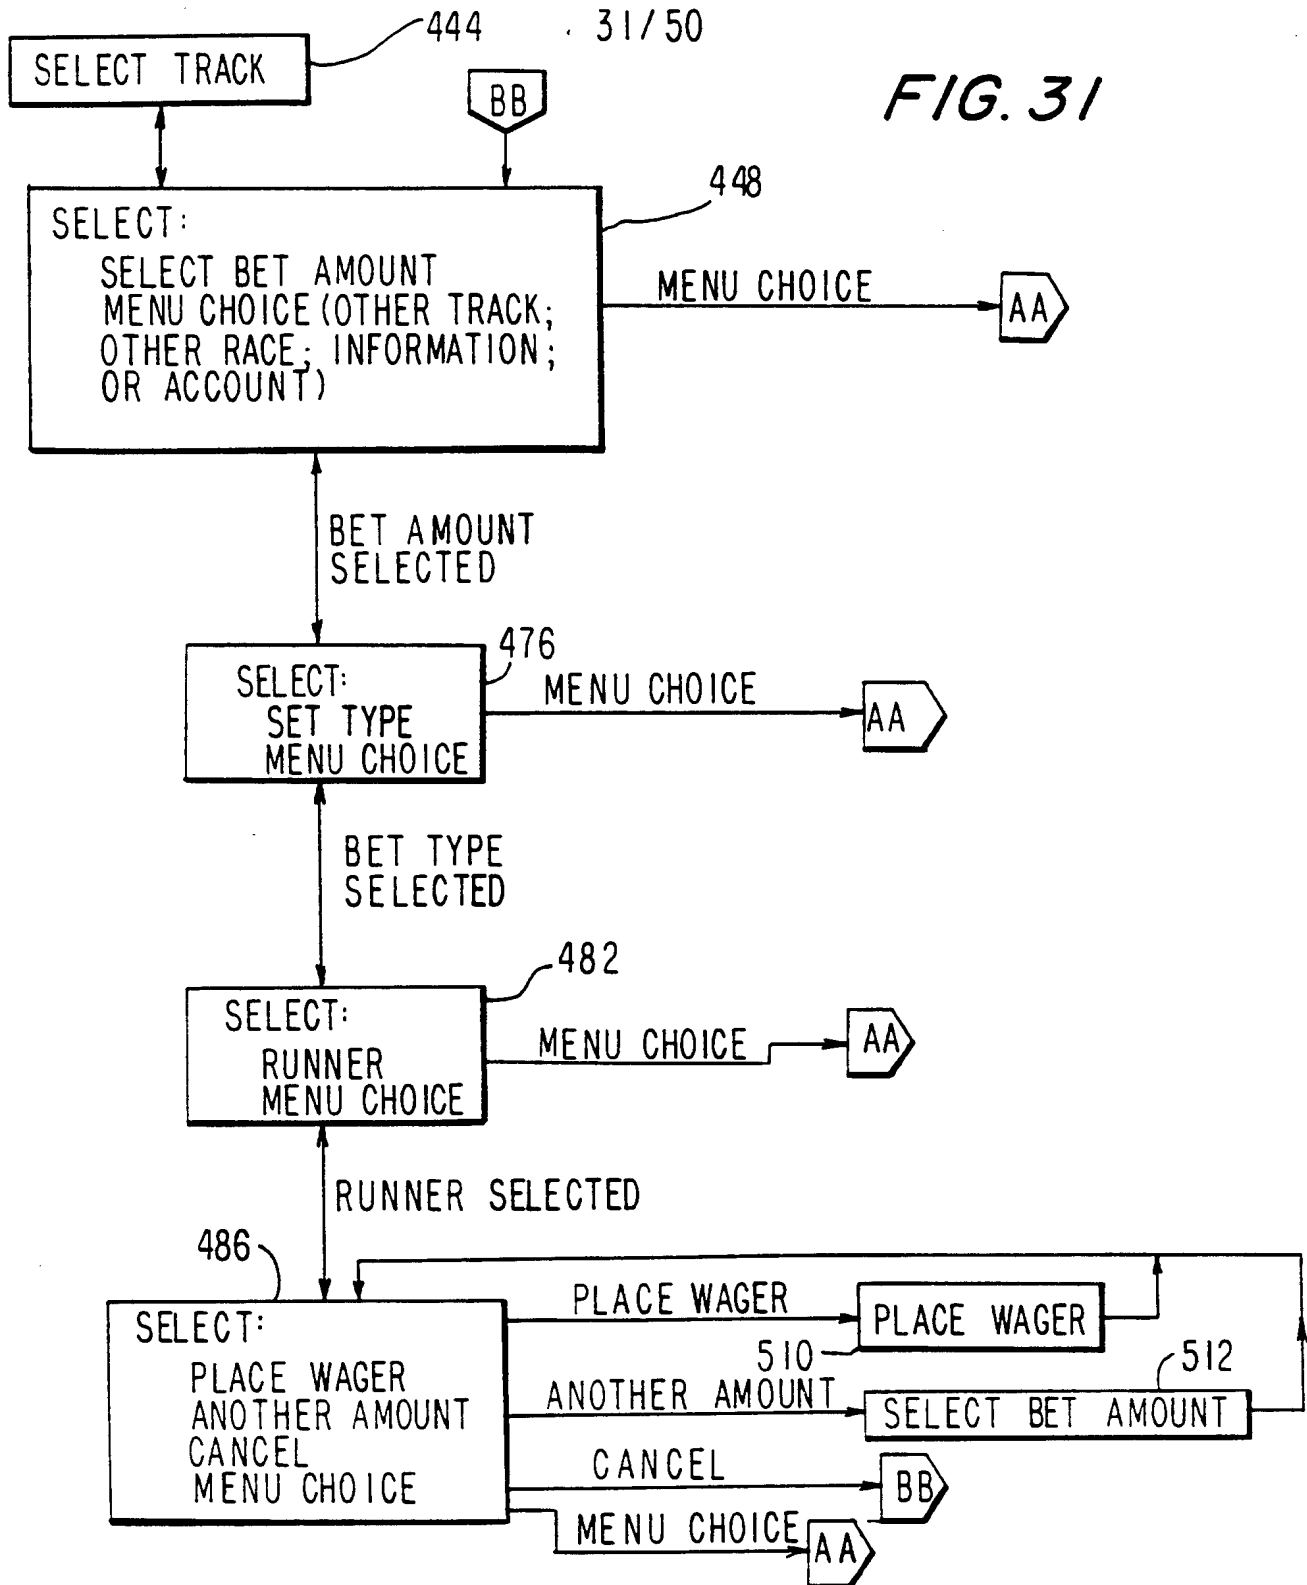 444
31/50
SELECT TRACK
BB
FIG. 31
448
SELECT:
SELECT BET AMOUNT
MENU CHOICE (OTHER TRACK;
OTHER RACE; INFORMATION;
OR ACCOUNT)
MENU CHOICE
AA
BET AMOUNT
SELECTED
476
SELECT:
SET TYPE
MENU CHOICE
MENU CHOICE
AA
BET TYPE
SELECTED
482
SELECT:
RUNNER
MENU CHOICE
MENU CHOICE
AA
RUNNER SELECTED
486
SELECT:
PLACE WAGER
ANOTHER AMOUNT
CANCEL
MENU CHOICE
PLACE WAGER
PLACE WAGER
510
512
ANOTHER AMOUNT
SELECT BET AMOUNT
CANCEL
BB
MENU CHOICE
AA